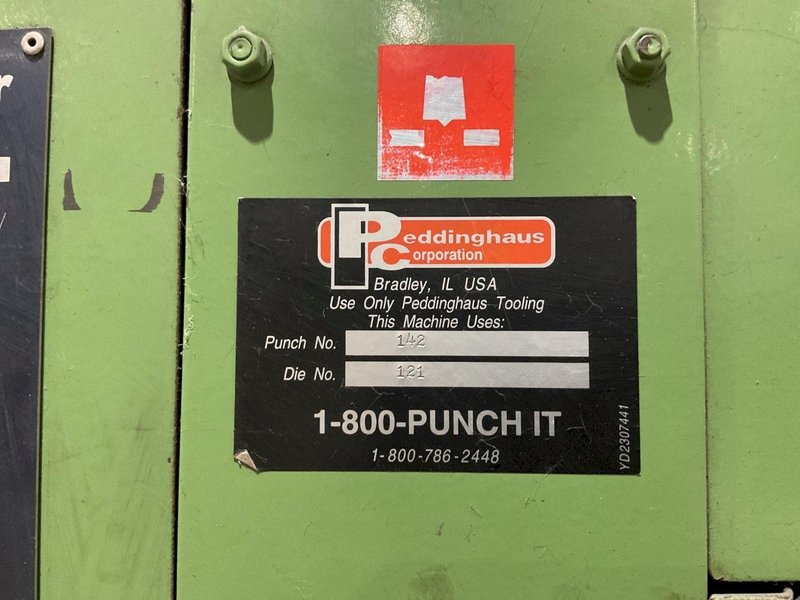 Peddinghaus
Corporation
Bradley, IL USA
Use Only Peddinghaus Tooling
This Machine Uses:
Punch No. 142
Die No. 121
1-800-PUNCH IT
1-800-786-2448
YD2307441
r